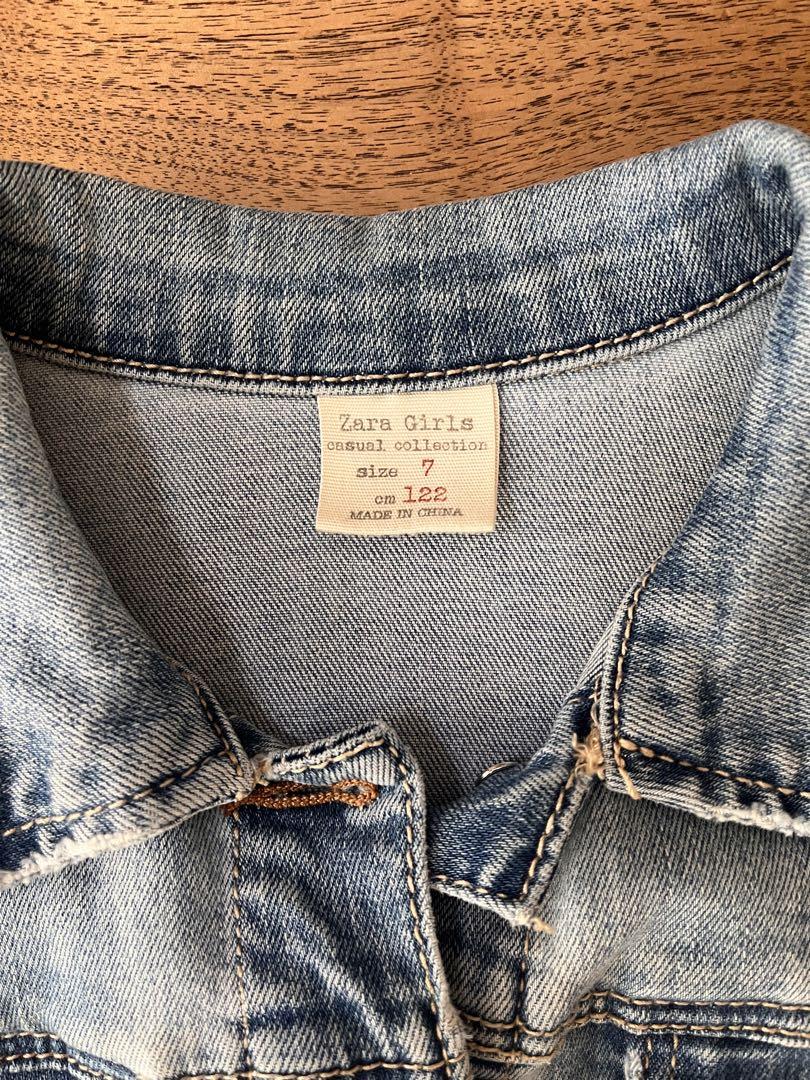 Zara Girls
casual collection
size 7
cm 122
MADE IN CHINA